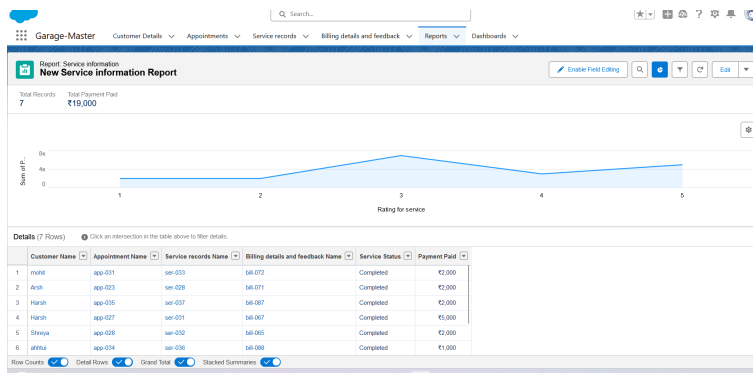 Search...
Garage-Master
Customer Details
Appointments
Service records
Billing details and feedback
Reports
Dashboards
Report: Service information
New Service information Report
Enable Field Editing
Edit
Total Records
7
Total Payment Paid
₹19,000
Sum of P...
8k
4k
0
1 2 3 4 5
Rating for service
Details (7 Rows)
Click an intersection in the table above to filter details.
Customer Name Appointment Name Service records Name Billing details and feedback Name Service Status Payment Paid
1 mohit app-031 ser-033 bill-072 Completed ₹2,000
2 Arsh app-023 ser-028 bill-071 Completed ₹2,000
3 Harsh app-035 ser-037 bill-087 Completed ₹2,000
4 Harsh app-027 ser-031 bill-067 Completed ₹5,000
5 Shreya app-028 ser-032 bill-065 Completed ₹2,000
6 ahhtui app-034 ser-036 bill-088 Completed ₹1,000
Row Counts Detail Rows Grand Total Stacked Summaries